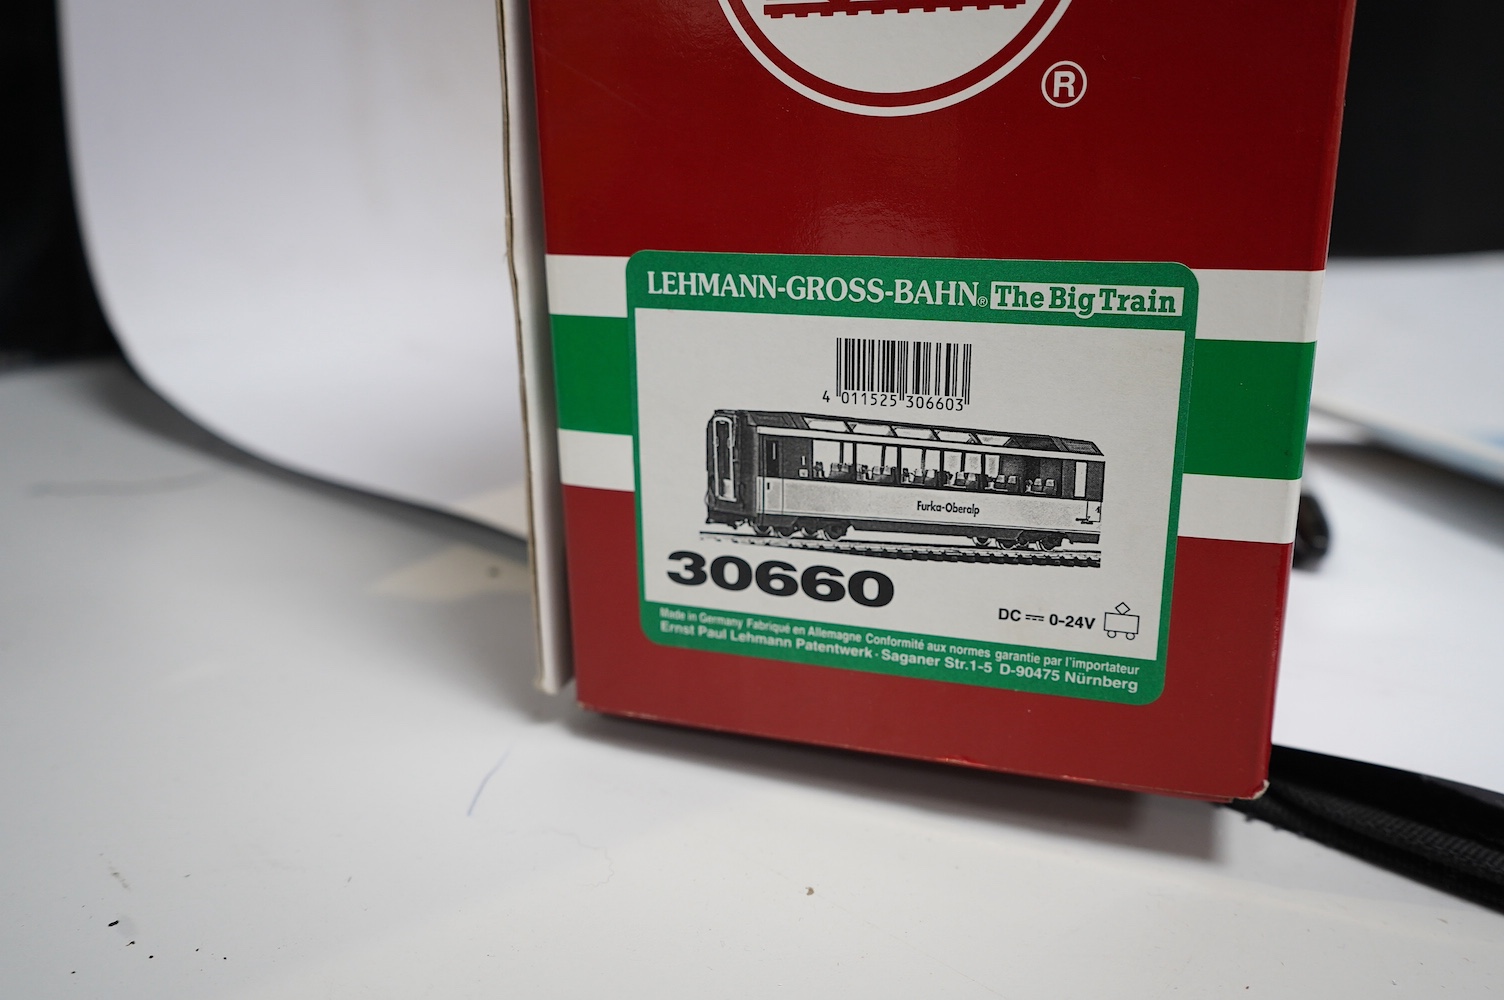 ®
LEHMANN-GROSS-BAHN® The Big Train
4 011525 306603
Furka-Oberalp
4
30660
DC 0-24V
Made in Germany Fabriqué en Allemagne Conformité aux normes garantie par l'importateur
Ernst Paul Lehmann Patentwerk · Saganer Str.1-5 D-90475 Nürnberg